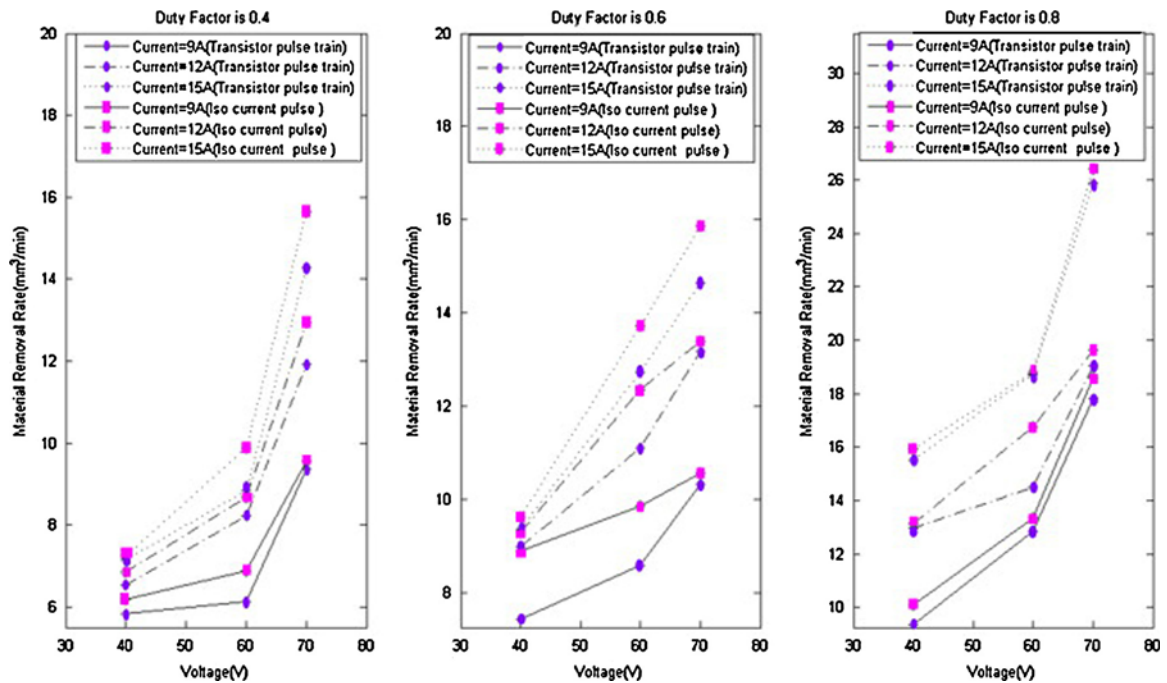 Duty Factor is 0.4
Current=9A(Transistor pulse train)
Current=12A(Transistor pulse train)
Current=15A(Transistor pulse train)
Current=9A(Iso current pulse )
Current=12A(Iso current pulse)
Current=15A(Iso current pulse )
20
18
16
14
12
10
8
6
Material Removal Rate(mm³/min)
30 40 50 60 70 80
Voltage(V)
Duty Factor is 0.6
Current=9A(Transistor pulse train)
Current=12A(Transistor pulse train)
Current=15A(Transistor pulse train)
Current=9A(Iso current pulse )
Current=12A(Iso current pulse)
Current=15A(Iso current pulse )
20
18
16
14
12
10
8
Material Removal Rate(mm³/min)
30 40 50 60 70 80
Voltage(V)
Duty Factor is 0.8
Current=9A(Transistor pulse train)
Current=12A(Transistor pulse train)
Current=15A(Transistor pulse train)
Current=9A(Iso current pulse )
Current=12A(Iso current pulse)
Current=15A(Iso current pulse )
30
28
26
24
22
20
18
16
14
12
10
Material Removal Rate(mm³/min)
30 40 50 60 70 80
Voltage(V)